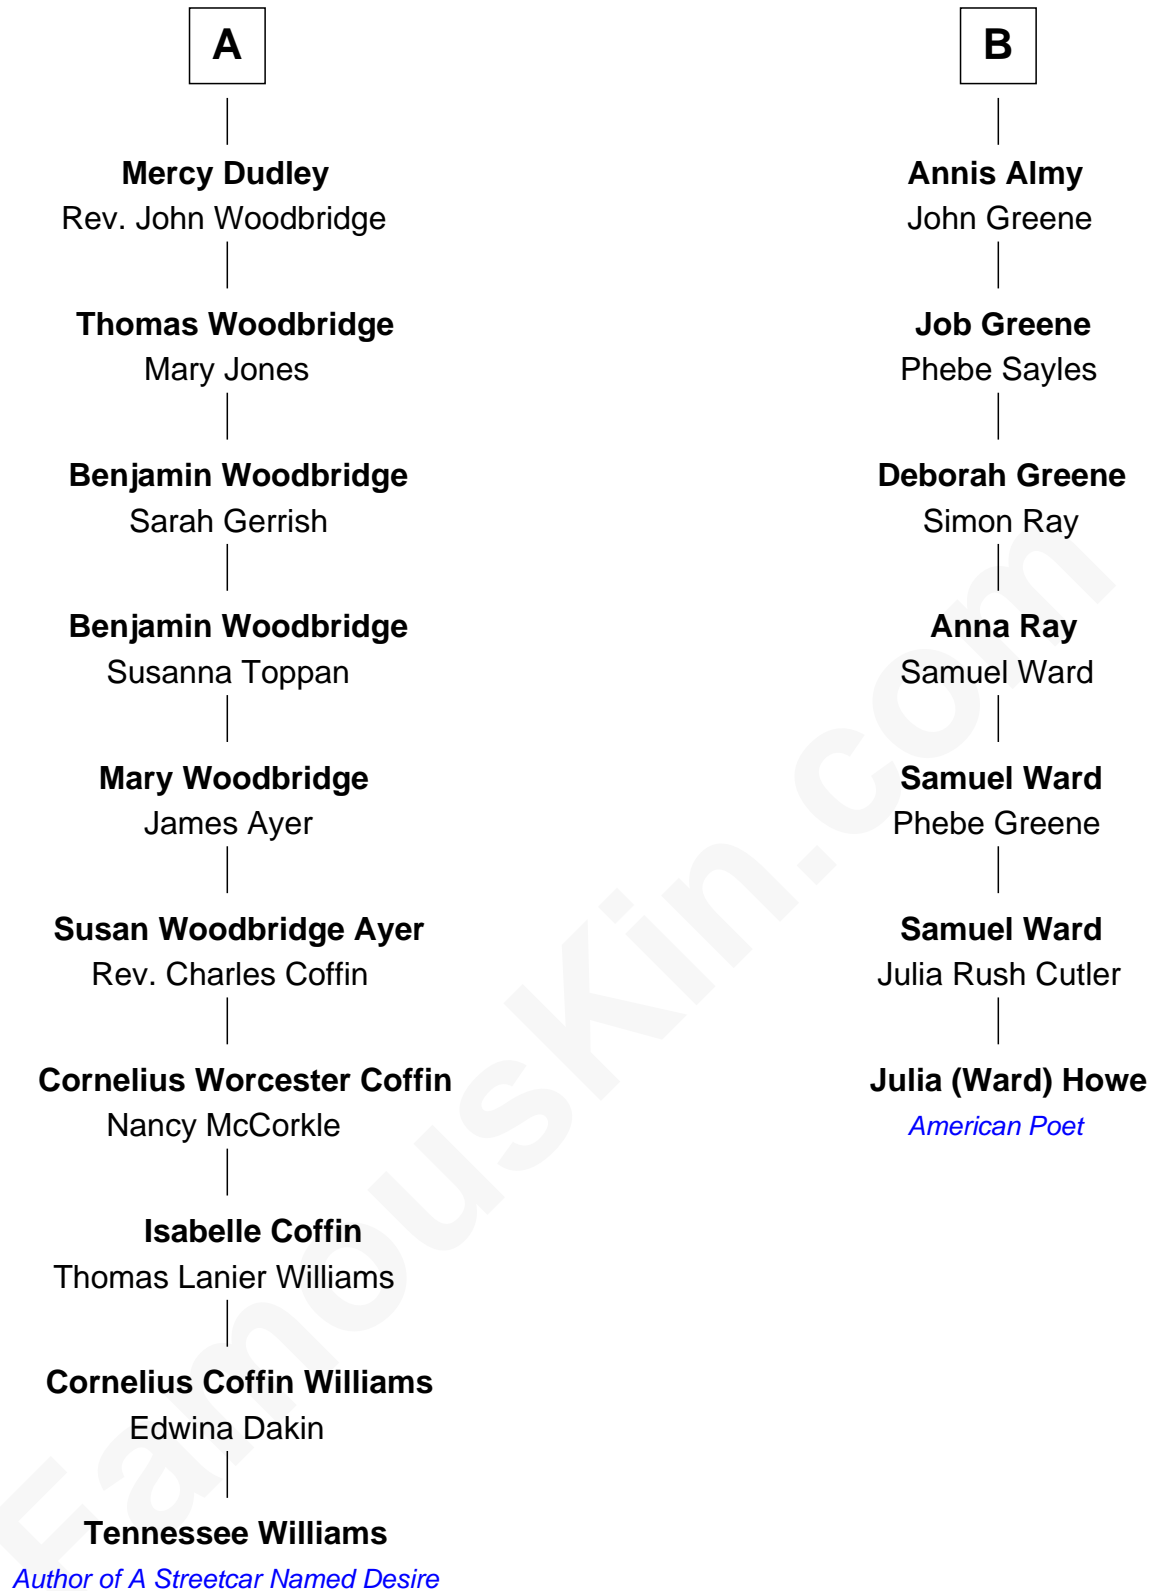 A
Mercy Dudley
Rev. John Woodbridge
Thomas Woodbridge
Mary Jones
Benjamin Woodbridge
Sarah Gerrish
Benjamin Woodbridge
Susanna Toppan
Mary Woodbridge
James Ayer
Susan Woodbridge Ayer
Rev. Charles Coffin
Cornelius Worcester Coffin
Nancy McCorkle
Isabelle Coffin
Thomas Lanier Williams
Cornelius Coffin Williams
Edwina Dakin
Tennessee Williams
Author of A Streetcar Named Desire
B
Annis Almy
John Greene
Job Greene
Phebe Sayles
Deborah Greene
Simon Ray
Anna Ray
Samuel Ward
Samuel Ward
Phebe Greene
Samuel Ward
Julia Rush Cutler
Julia (Ward) Howe
American Poet
FamousKin.com